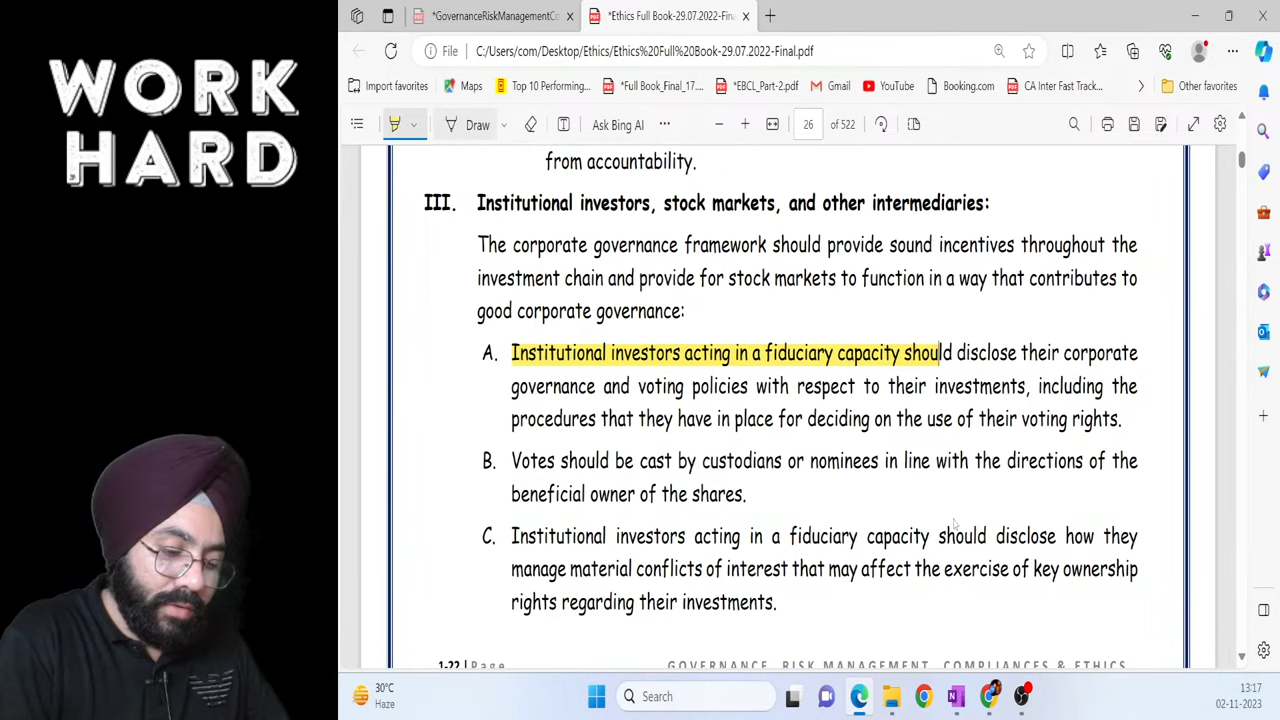 WORK
HARD
*GovernanceRiskManagementCo
*Ethics Full Book-29.07.2022-Fina
File
C:/Users/com/Desktop/Ethics/Ethics%20Full%20Book-29.07.2022-Final.pdf
Import favorites
Maps
Top 10 Performing...
*Full Book_Final_17....
*EBCL_Part-2.pdf
Gmail
YouTube
Booking.com
CA Inter Fast Track...
Other favorites
Draw
Ask Bing AI
26 of 522
from accountability.
III. Institutional investors, stock markets, and other intermediaries:
The corporate governance framework should provide sound incentives throughout the
investment chain and provide for stock markets to function in a way that contributes to
good corporate governance:
A. Institutional investors acting in a fiduciary capacity should disclose their corporate
governance and voting policies with respect to their investments, including the
procedures that they have in place for deciding on the use of their voting rights.
B. Votes should be cast by custodians or nominees in line with the directions of the
beneficial owner of the shares.
C. Institutional investors acting in a fiduciary capacity should disclose how they
manage material conflicts of interest that may affect the exercise of key ownership
rights regarding their investments.
1-22 | Page GOVERNANCE, RISK MANAGEMENT, COMPLIANCES & ETHICS
30°C
Haze
Search
13:17
02-11-2023